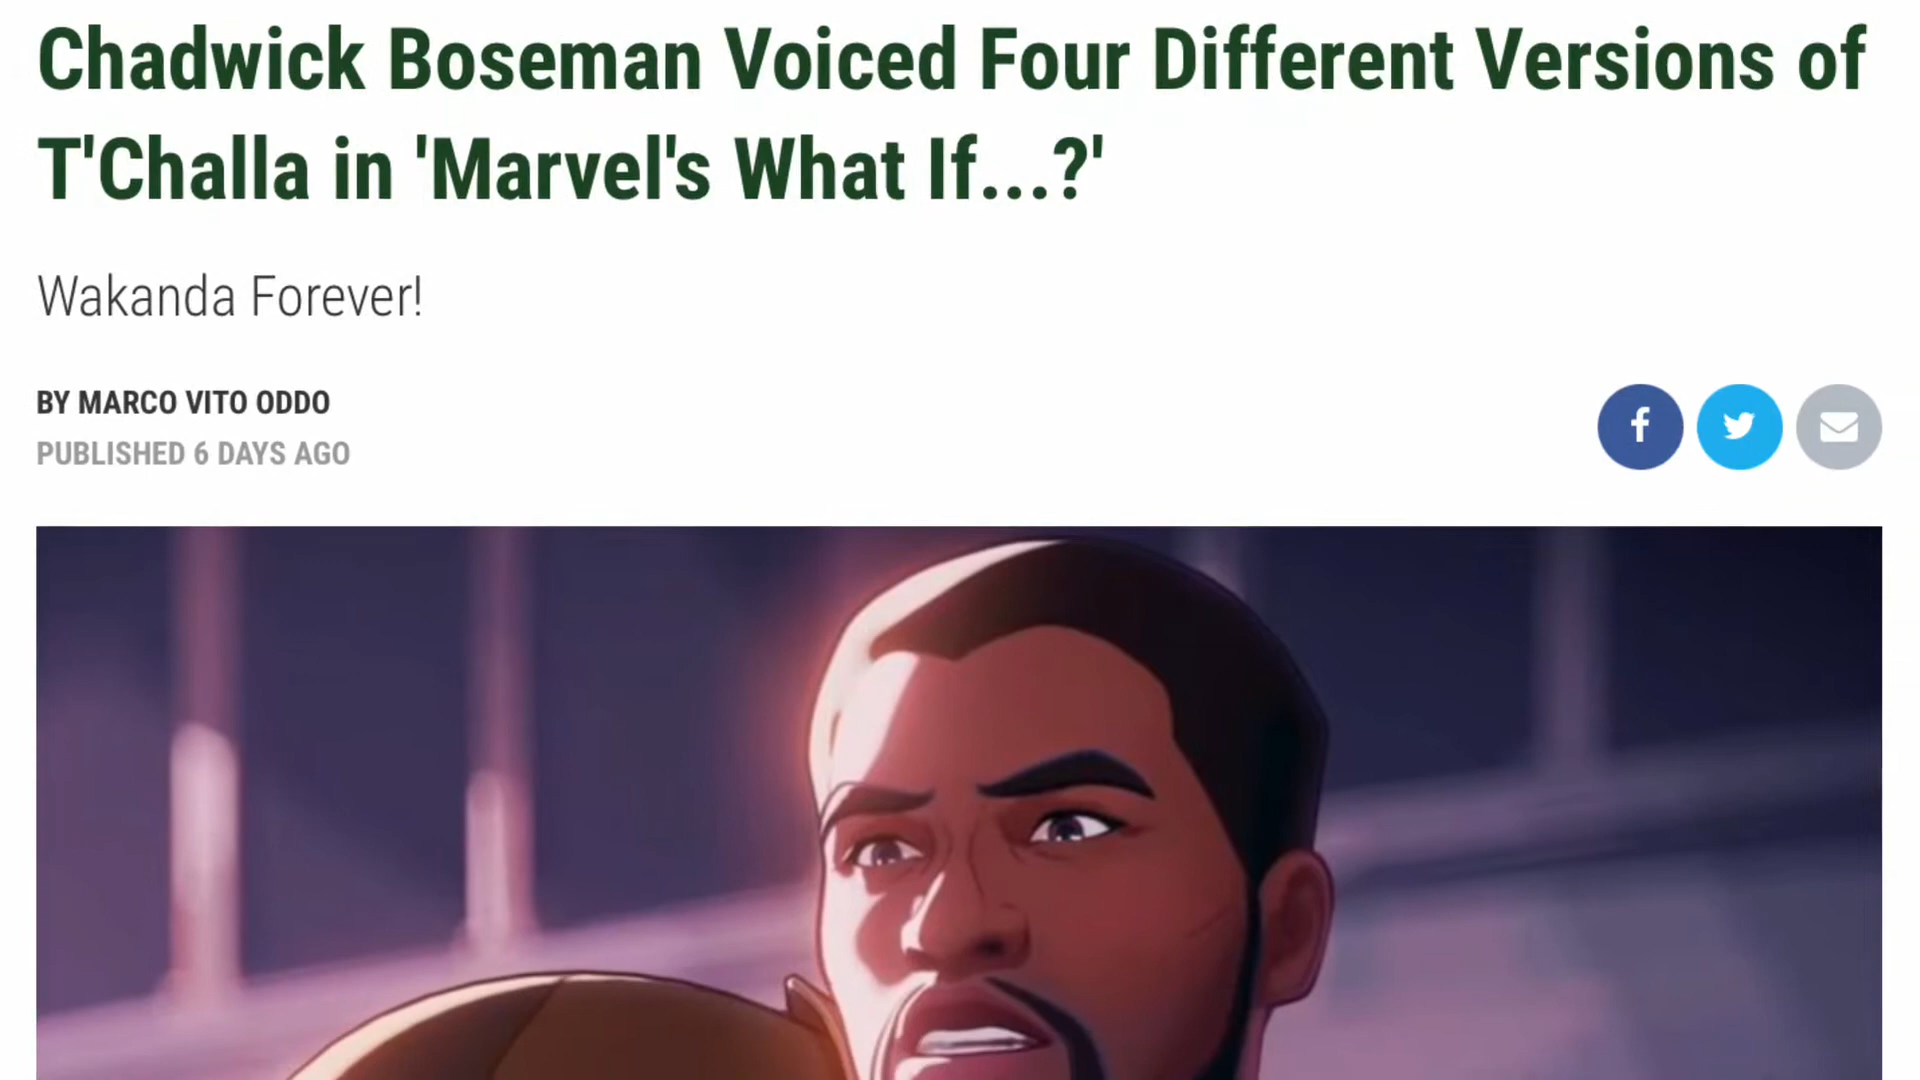 Chadwick Boseman Voiced Four Different Versions of
T'Challa in 'Marvel's What If...?'
Wakanda Forever!
BY MARCO VITO ODDO
PUBLISHED 6 DAYS AGO